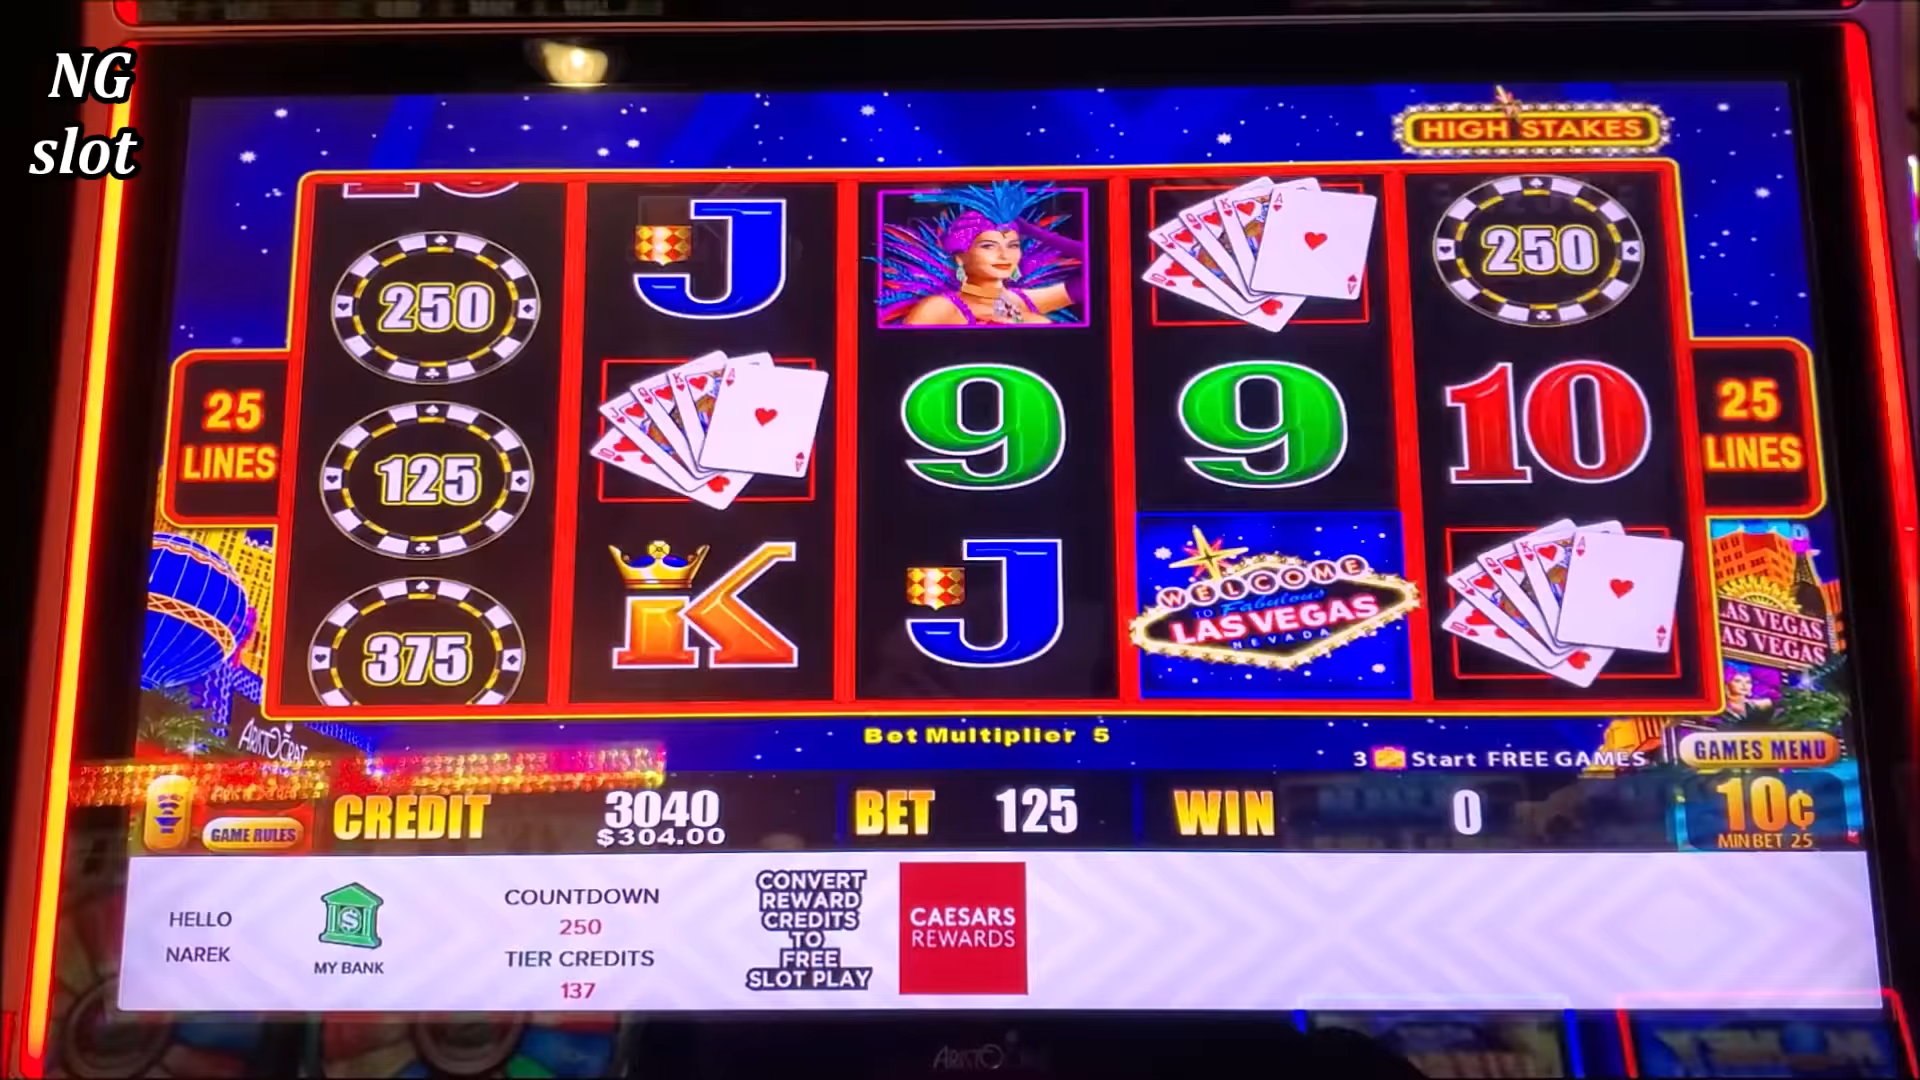 NG
slot
HIGH STAKES
250
J
250
25
LINES
125
9
9
10
25
LINES
375
K
J
WELCOME
TO Fabulous
LAS VEGAS
NEVADA
LAS VEGAS
LAS VEGAS
ARISTOCRAT
Bet Multiplier 5
3 Start FREE GAMES
GAMES MENU
GAME RULES
CREDIT
3040
$304.00
BET
125
WIN
0
10¢
MIN BET 25
HELLO
NAREK
MY BANK
COUNTDOWN
250
TIER CREDITS
137
CONVERT
REWARD
CREDITS
TO
FREE
SLOT PLAY
CAESARS
REWARDS
ARISTOCRAT